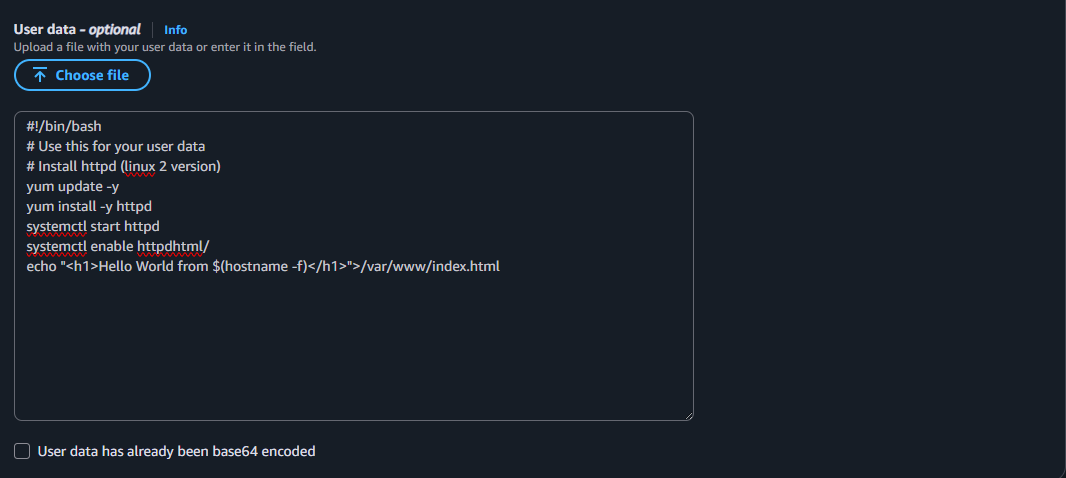 User data - optional Info
Upload a file with your user data or enter it in the field.
Choose file
#!/bin/bash
# Use this for your user data
# Install httpd (linux 2 version)
yum update -y
yum install -y httpd
systemctl start httpd
systemctl enable httpdhtml/
echo "<h1>Hello World from $(hostname -f)</h1>">/var/www/index.html
User data has already been base64 encoded